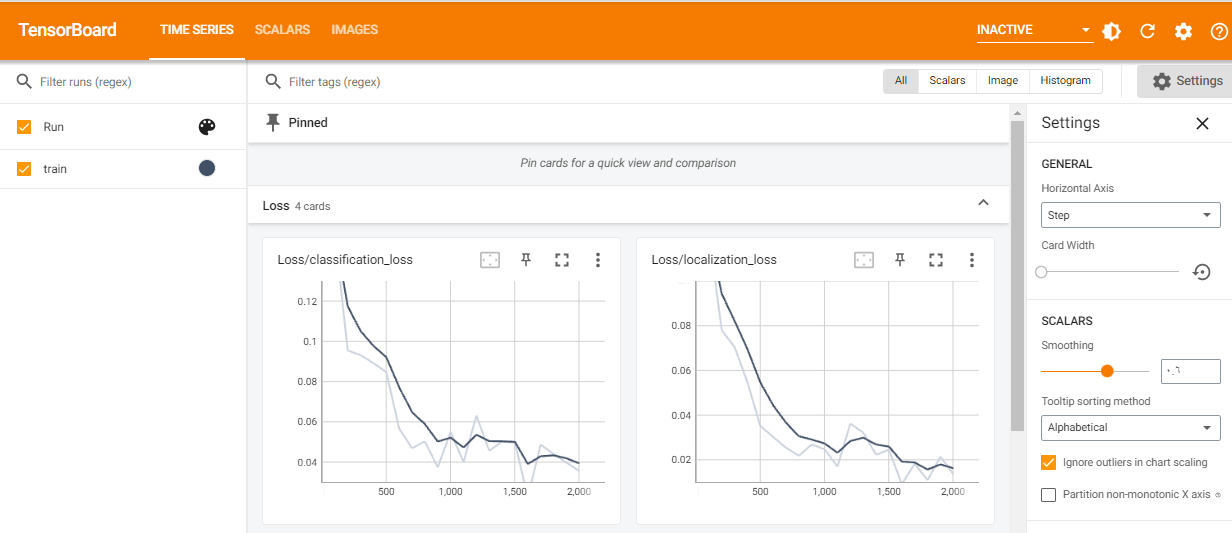 TensorBoard TIME SERIES SCALARS IMAGES INACTIVE
Filter runs (regex)
Filter tags (regex)
All Scalars Image Histogram
Settings
Run
train
Pinned
Pin cards for a quick view and comparison
Loss 4 cards
Loss/classification_loss
0.12
0.1
0.08
0.06
0.04
500 1,000 1,500 2,000
Loss/localization_loss
0.08
0.06
0.04
0.02
500 1,000 1,500 2,000
Settings
GENERAL
Horizontal Axis
Step
Card Width
SCALARS
Smoothing
Tooltip sorting method
Alphabetical
Ignore outliers in chart scaling
Partition non-monotonic X axis